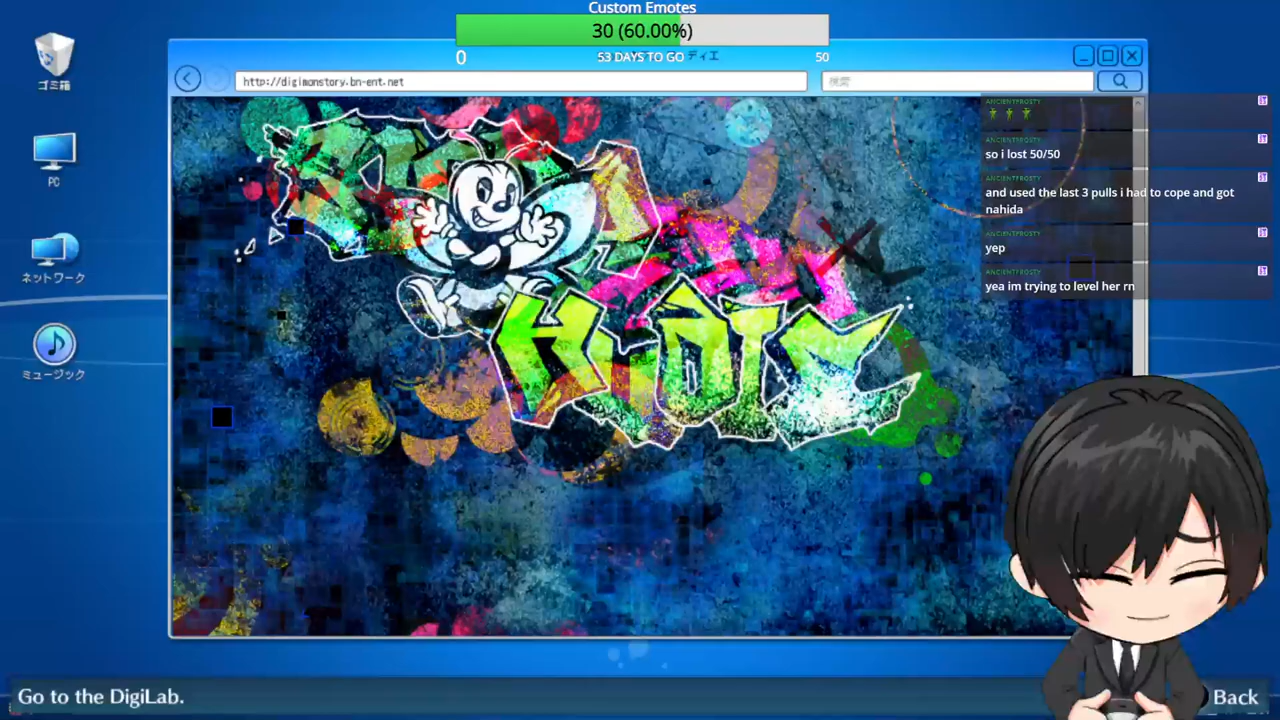 Custom Emotes
30 (60.00%)
0
53 DAYS TO GO
ディエ
50
ゴミ箱
http://digimonstory.bn-ent.net
検索
ANCIENTFROSTY
ANCIENTFROSTY
so i lost 50/50
ANCIENTFROSTY
and used the last 3 pulls i had to cope and got
nahida
ANCIENTFROSTY
yep
ANCIENTFROSTY
yea im trying to level her rn
PC
ネットワーク
ミュージック
Go to the DigiLab.
Back